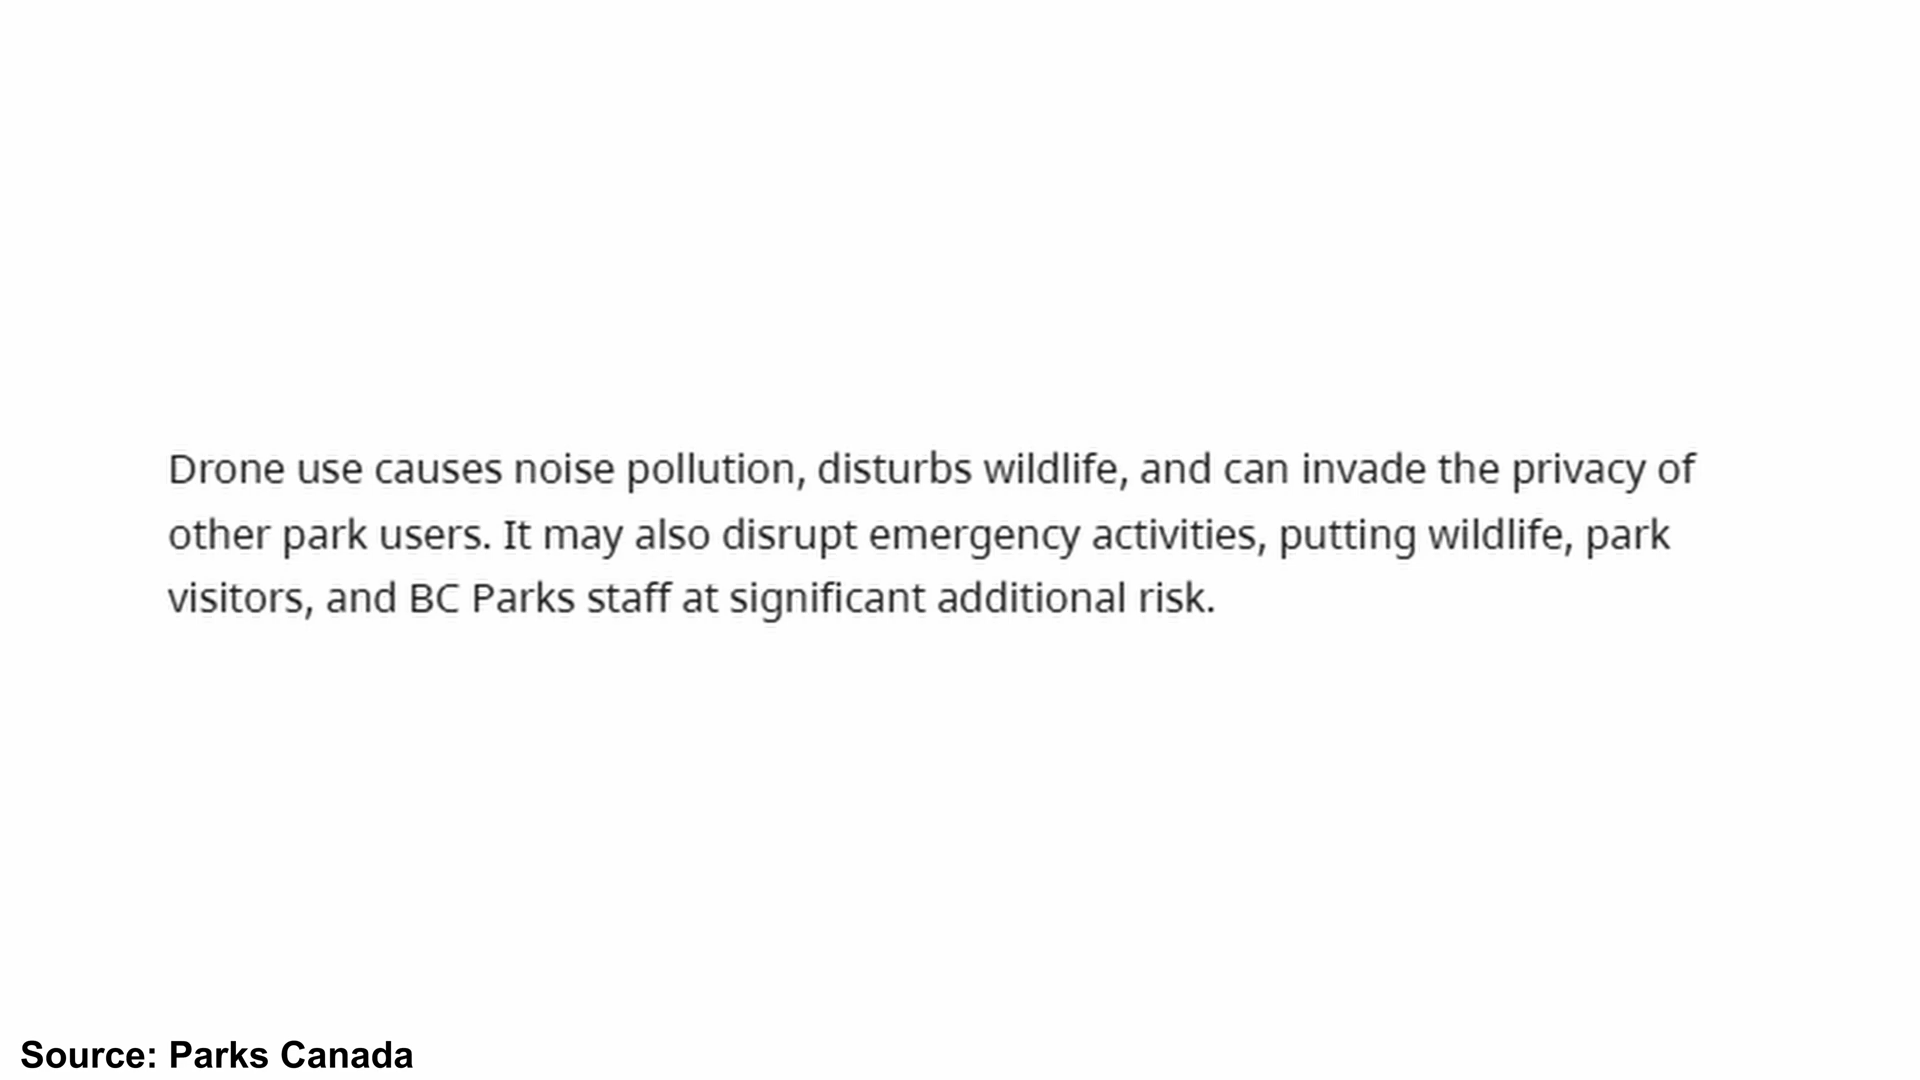 Drone use causes noise pollution, disturbs wildlife, and can invade the privacy of
other park users. It may also disrupt emergency activities, putting wildlife, park
visitors, and BC Parks staff at significant additional risk.
Source: Parks Canada